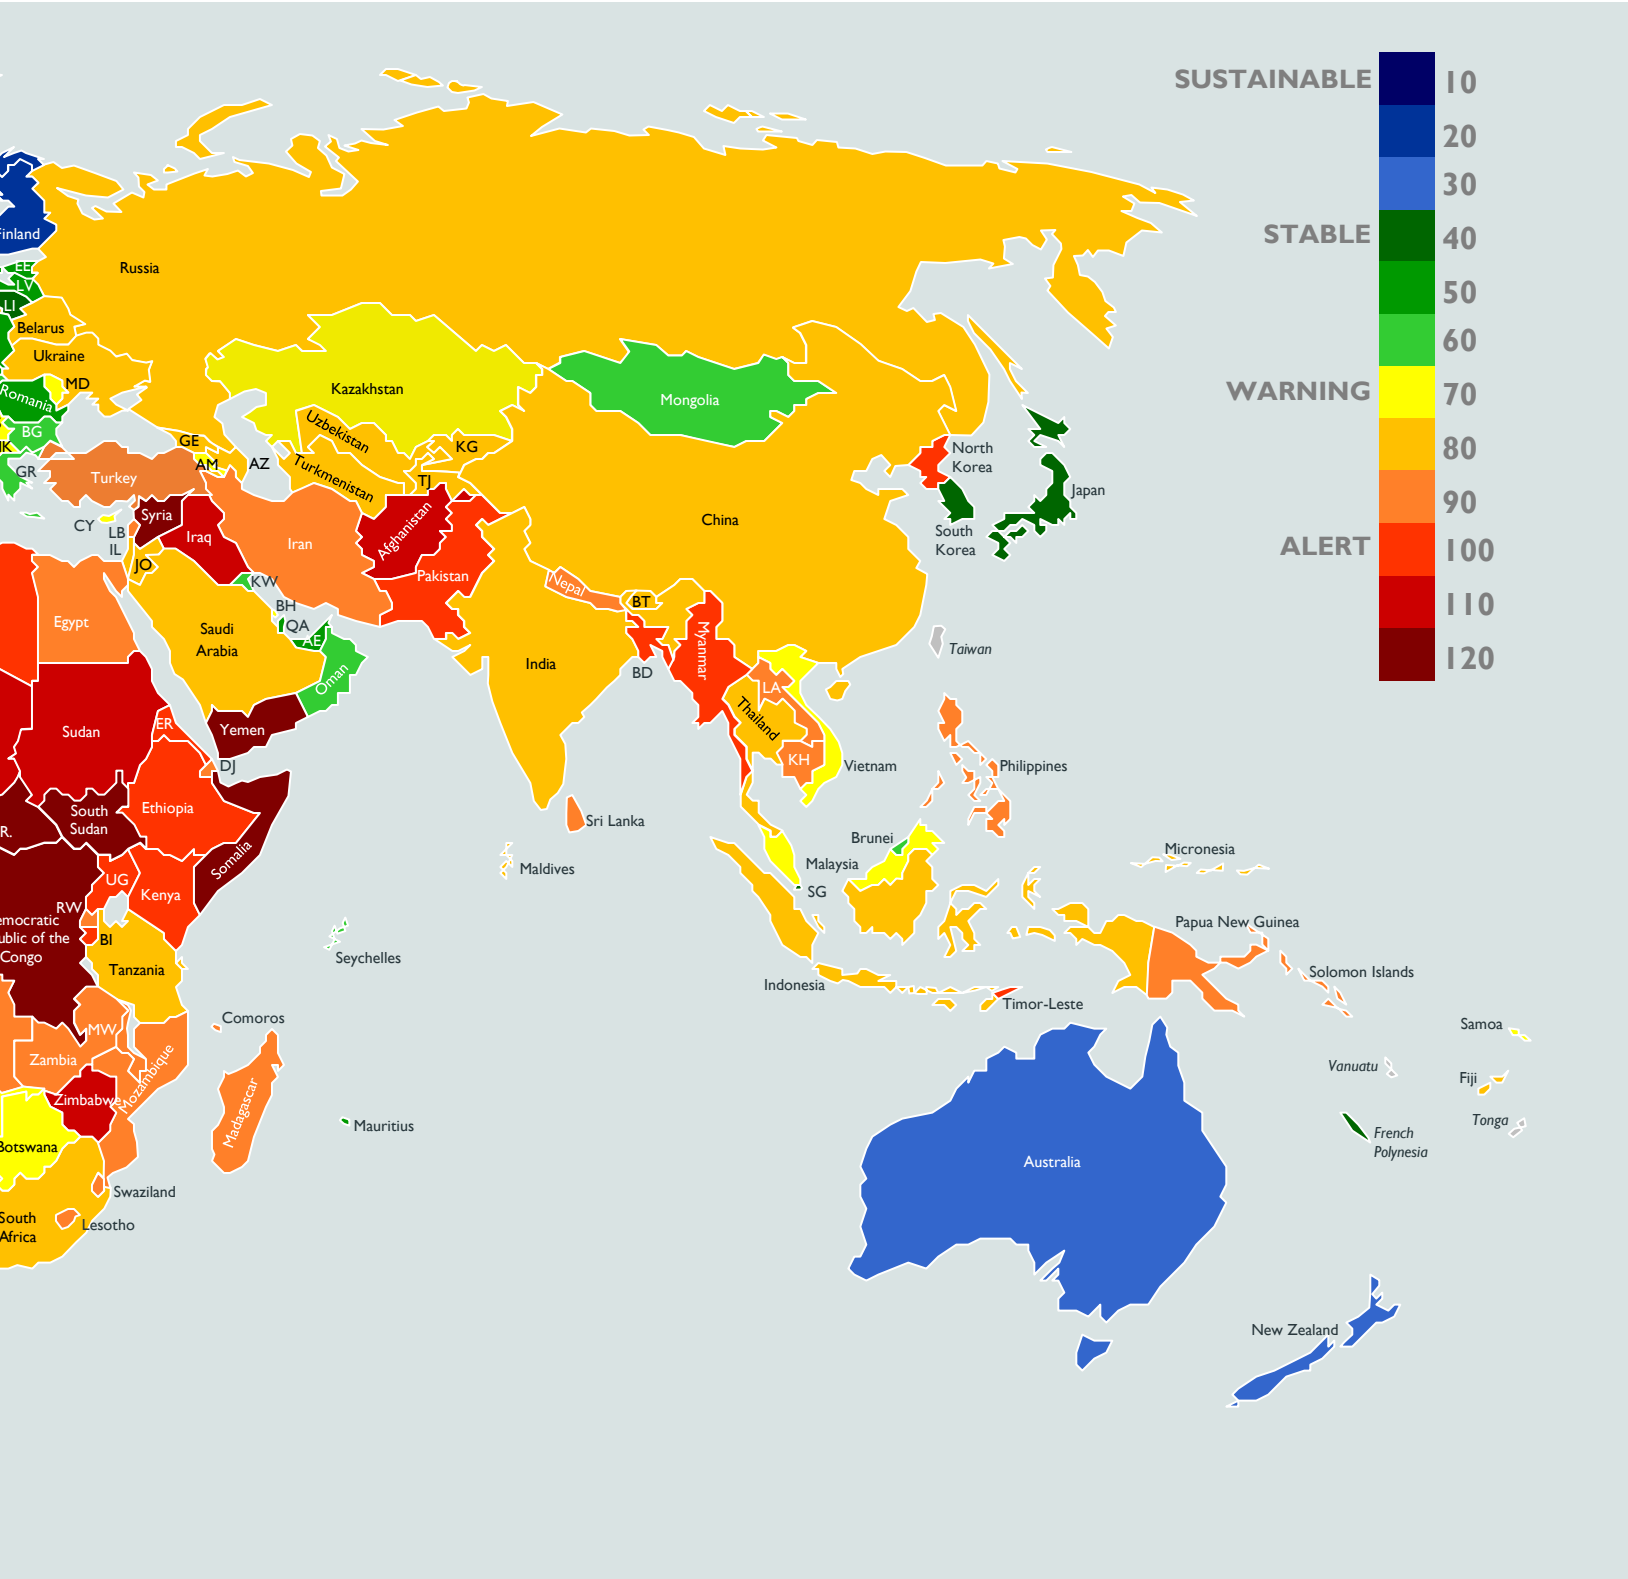 SUSTAINABLE
10
20
30
STABLE
40
50
60
WARNING
70
80
90
ALERT
100
110
120
Finland
EE
LV
LI
Russia
Belarus
Ukraine
MD
Romania
BG
GR
Kazakhstan
Mongolia
Uzbekistan
Turkmenistan
KG
TJ
GE
AM
AZ
Turkey
CY
Syria
LB
IL
JO
Iraq
Iran
KW
BH
QA
AE
Oman
Saudi
Arabia
Yemen
Afghanistan
Pakistan
India
Nepal
BT
BD
China
North
Korea
South
Korea
Japan
Taiwan
Myanmar
LA
Thailand
KH
Vietnam
Philippines
Sri Lanka
Maldives
Brunei
Malaysia
SG
Indonesia
Timor-Leste
Micronesia
Papua New Guinea
Solomon Islands
Samoa
Vanuatu
Fiji
Tonga
French
Polynesia
Australia
New Zealand
Egypt
Sudan
ER
DJ
South
Sudan
Ethiopia
Somalia
R.
UG
Kenya
RW
BI
emocratic
ublic of the
Congo
Tanzania
Seychelles
Comoros
MW
Zambia
Mozambique
Madagascar
Zimbabwe
Mauritius
Botswana
Swaziland
South
Africa
Lesotho